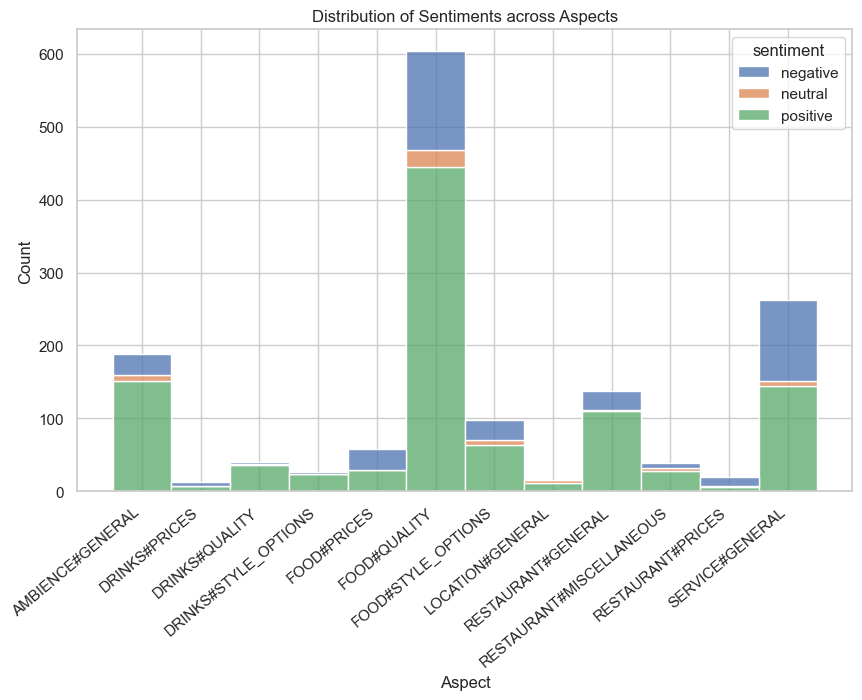 Distribution of Sentiments across Aspects
sentiment
negative
neutral
positive
600
500
400
300
200
100
0
Count
AMBIENCE#GENERAL
DRINKS#PRICES
DRINKS#QUALITY
DRINKS#STYLE_OPTIONS
FOOD#PRICES
FOOD#QUALITY
FOOD#STYLE_OPTIONS
LOCATION#GENERAL
RESTAURANT#GENERAL
RESTAURANT#MISCELLANEOUS
RESTAURANT#PRICES
SERVICE#GENERAL
Aspect